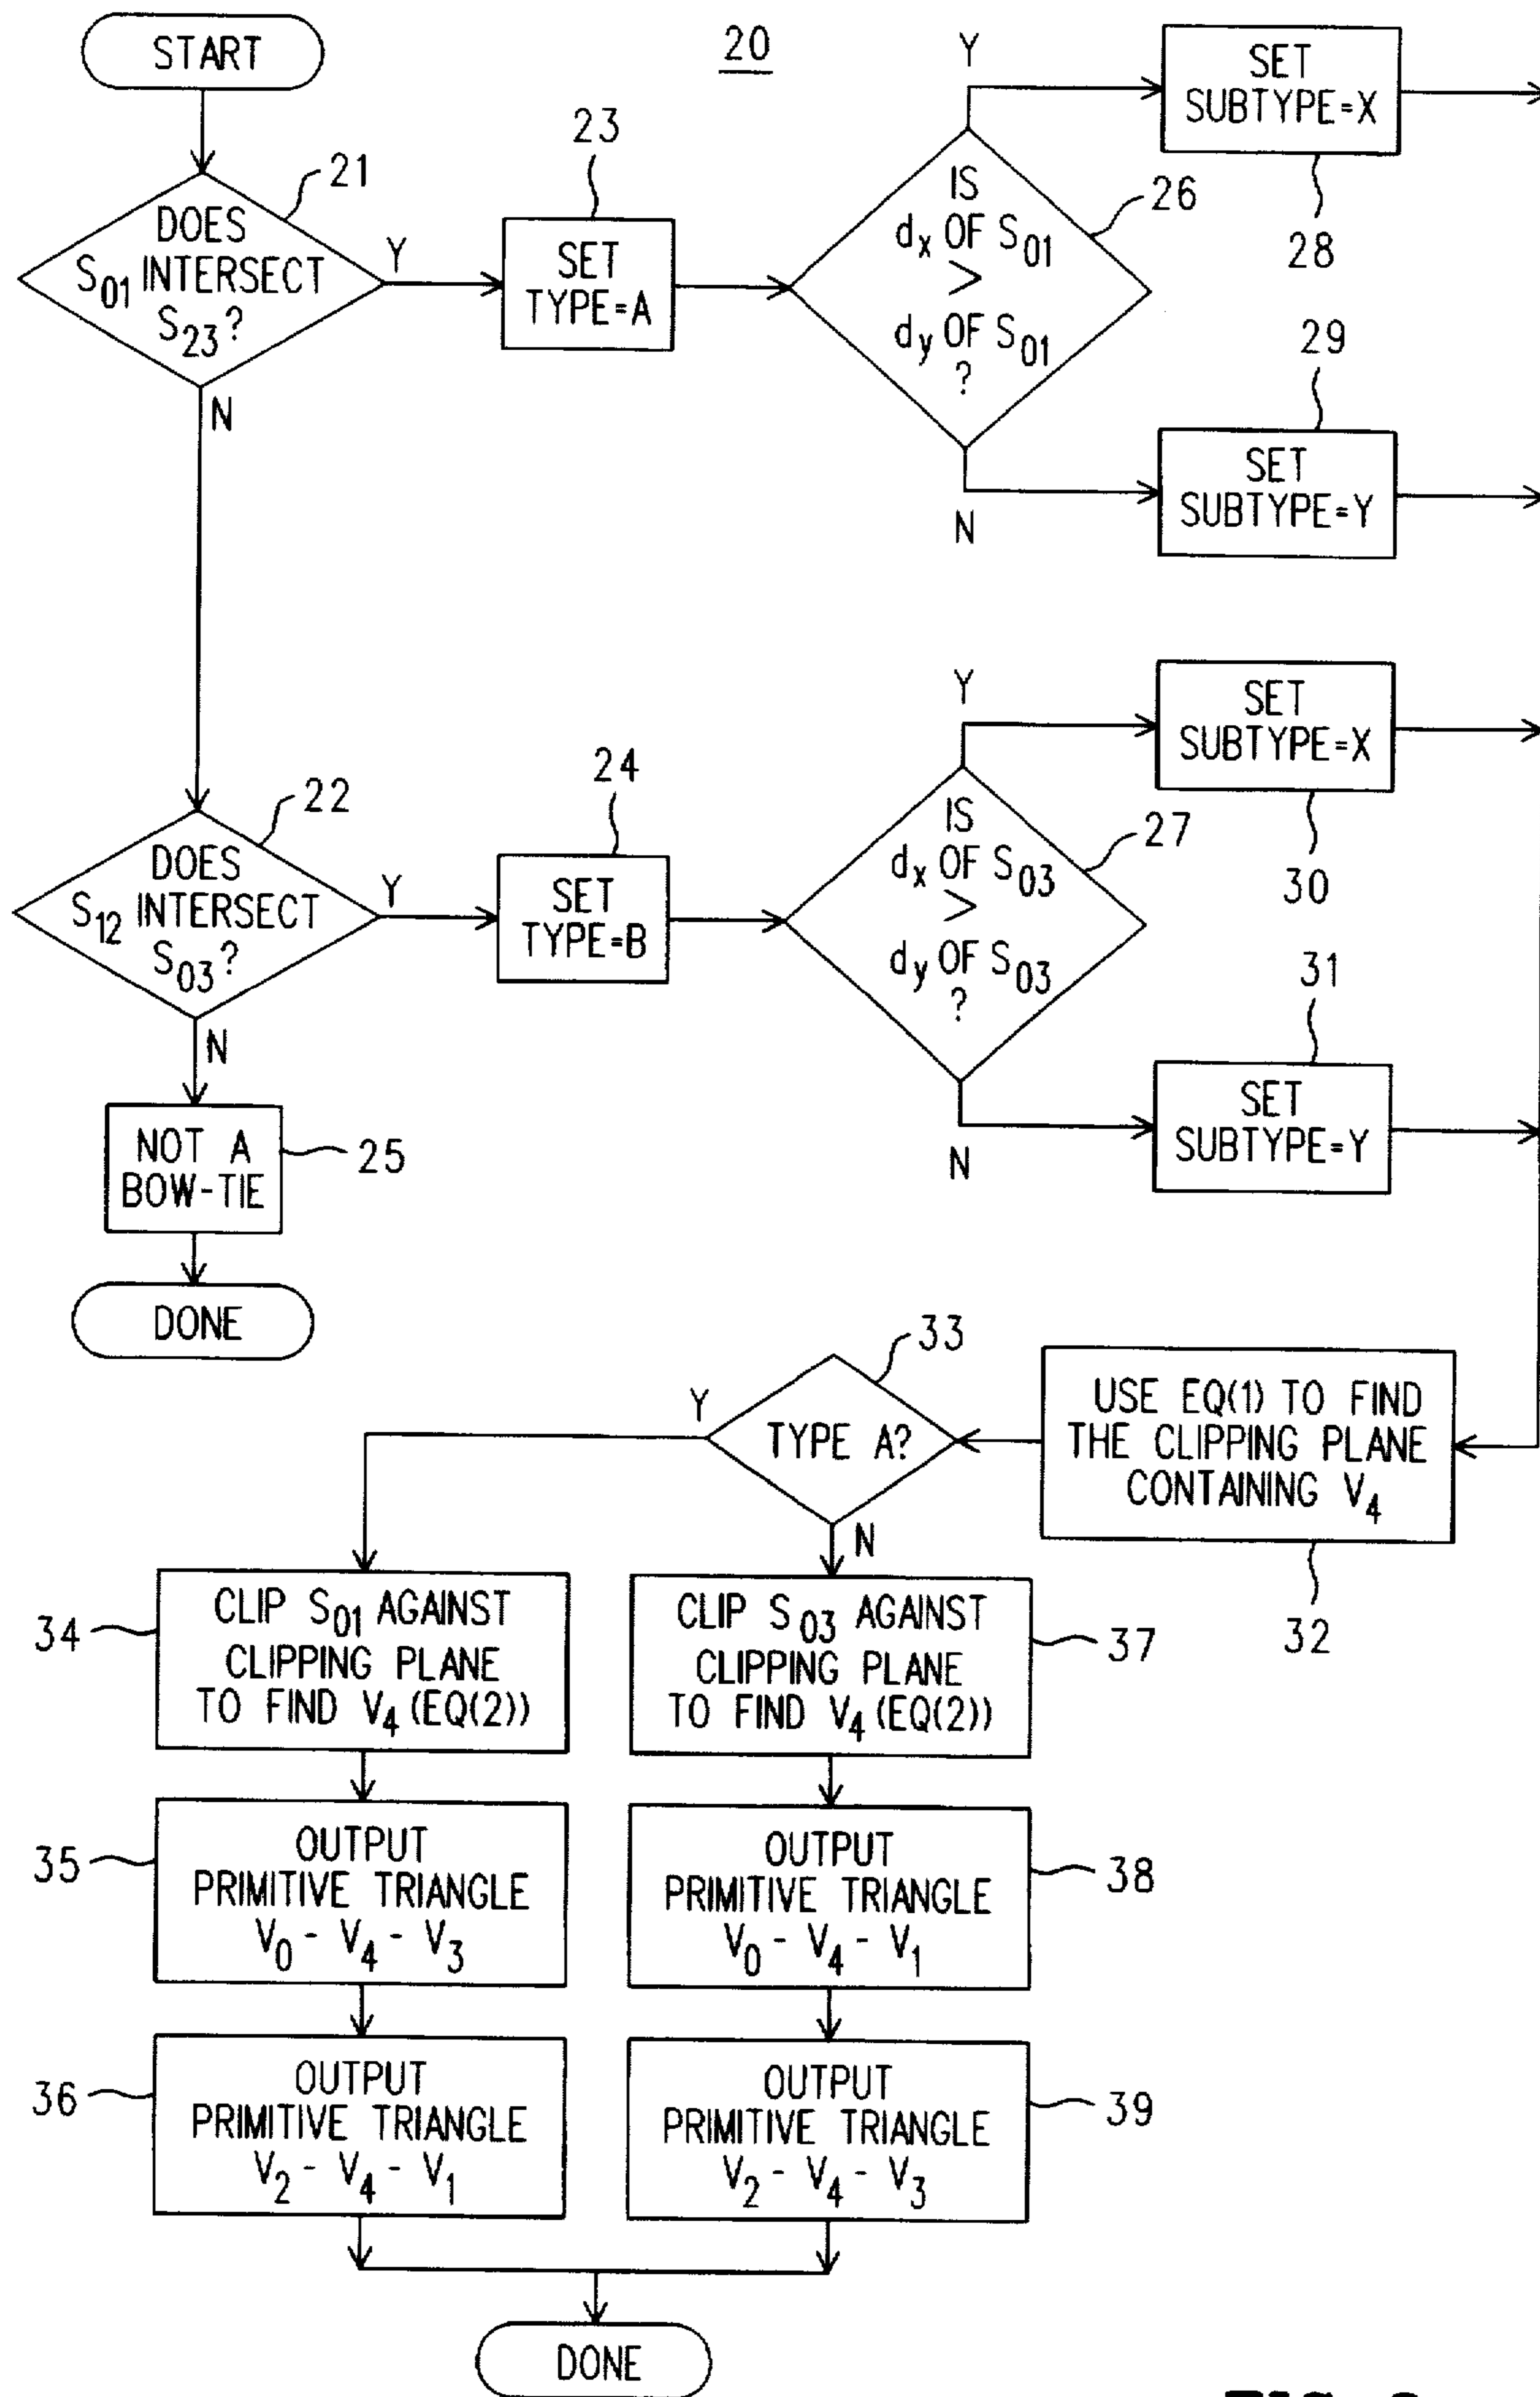 START
20
21
DOES
S01 INTERSECT
S23?
Y
N
23
SET
TYPE=A
26
IS
dx OF S01
>
dy OF S01
?
Y
N
SET
SUBTYPE=X
28
29
SET
SUBTYPE=Y
22
DOES
S12 INTERSECT
S03?
Y
N
24
SET
TYPE=B
27
IS
dx OF S03
>
dy OF S03
?
Y
N
SET
SUBTYPE=X
30
31
SET
SUBTYPE=Y
NOT A
BOW-TIE
25
DONE
USE EQ(1) TO FIND
THE CLIPPING PLANE
CONTAINING V4
32
33
TYPE A?
Y
N
34
CLIP S01 AGAINST
CLIPPING PLANE
TO FIND V4 (EQ(2))
35
OUTPUT
PRIMITIVE TRIANGLE
V0 - V4 - V3
36
OUTPUT
PRIMITIVE TRIANGLE
V2 - V4 - V1
CLIP S03 AGAINST
CLIPPING PLANE
TO FIND V4 (EQ(2))
37
OUTPUT
PRIMITIVE TRIANGLE
V0 - V4 - V1
38
OUTPUT
PRIMITIVE TRIANGLE
V2 - V4 - V3
39
DONE